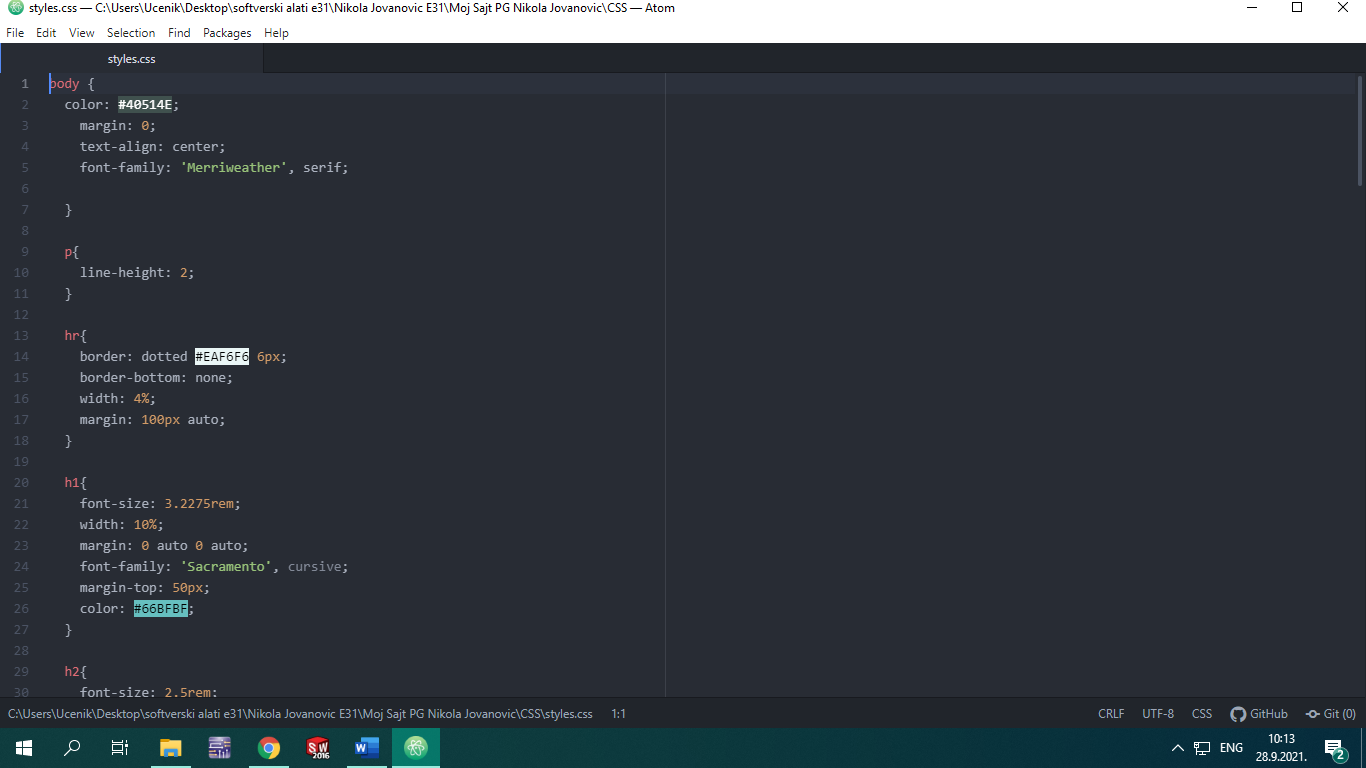 styles.css — C:\Users\Ucenik\Desktop\softverski alati e31\Nikola Jovanovic E31\Moj Sajt PG Nikola Jovanovic\CSS — Atom
File Edit View Selection Find Packages Help
styles.css
1 body {
2 color: #40514E;
3 margin: 0;
4 text-align: center;
5 font-family: 'Merriweather', serif;
6
7 }
8
9 p{
10 line-height: 2;
11 }
12
13 hr{
14 border: dotted #EAF6F6 6px;
15 border-bottom: none;
16 width: 4%;
17 margin: 100px auto;
18 }
19
20 h1{
21 font-size: 3.2275rem;
22 width: 10%;
23 margin: 0 auto 0 auto;
24 font-family: 'Sacramento', cursive;
25 margin-top: 50px;
26 color: #66BFBF;
27 }
28
29 h2{
30 font-size: 2.5rem;
C:\Users\Ucenik\Desktop\softverski alati e31\Nikola Jovanovic E31\Moj Sajt PG Nikola Jovanovic\CSS\styles.css 1:1 CRLF UTF-8 CSS GitHub Git (0)
SW 2016 W ENG 10:13
28.9.2021. 2